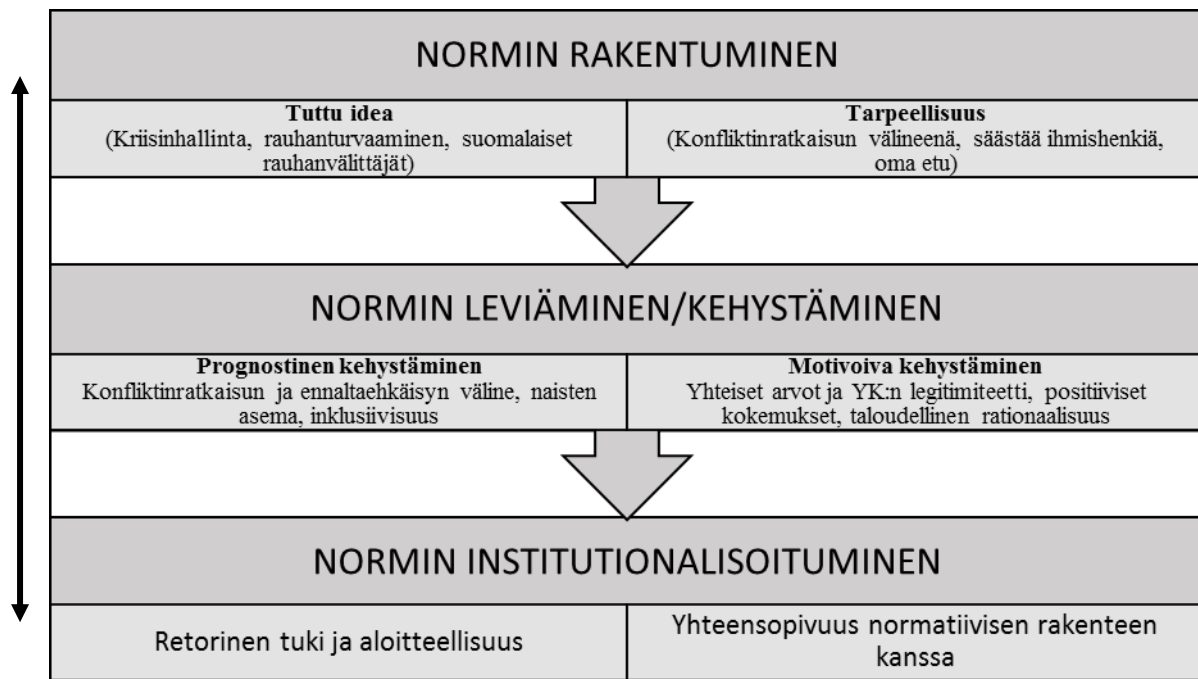 NORMIN RAKENTUMINEN
Tuttu idea
(Kriisinhallinta, rauhanturvaaminen, suomalaiset
rauhanvälittäjät)
Tarpeellisuus
(Konfliktinratkaisun välineenä, säästää ihmishenkiä,
oma etu)
NORMIN LEVIÄMINEN/KEHYSTÄMINEN
Prognostinen kehystäminen
Konfliktinratkaisun ja ennaltaehkäisyn väline, naisten
asema, inklusiivisuus
Motivoiva kehystäminen
Yhteiset arvot ja YK:n legitimiteetti, positiiviset
kokemukset, taloudellinen rationaalisuus
NORMIN INSTITUTIONALISOITUMINEN
Retorinen tuki ja aloitteellisuus
Yhteensopivuus normatiivisen rakenteen
kanssa